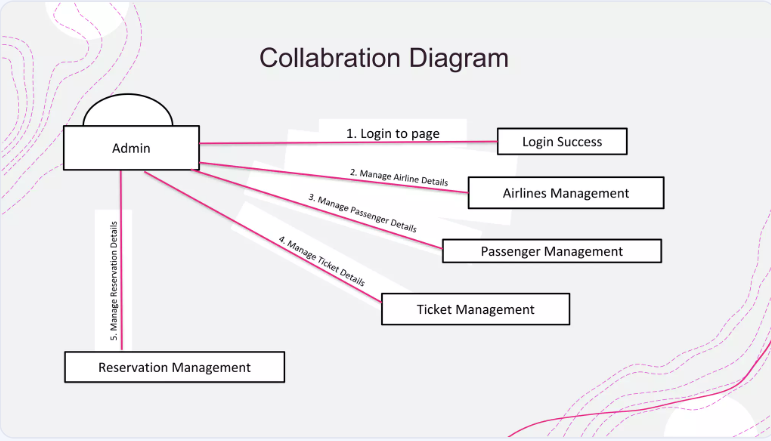 Collabration Diagram
Admin
1. Login to page
Login Success
2. Manage Airline Details
Airlines Management
3. Manage Passenger Details
Passenger Management
4. Manage Ticket Details
Ticket Management
5. Manage Reservation Details
Reservation Management